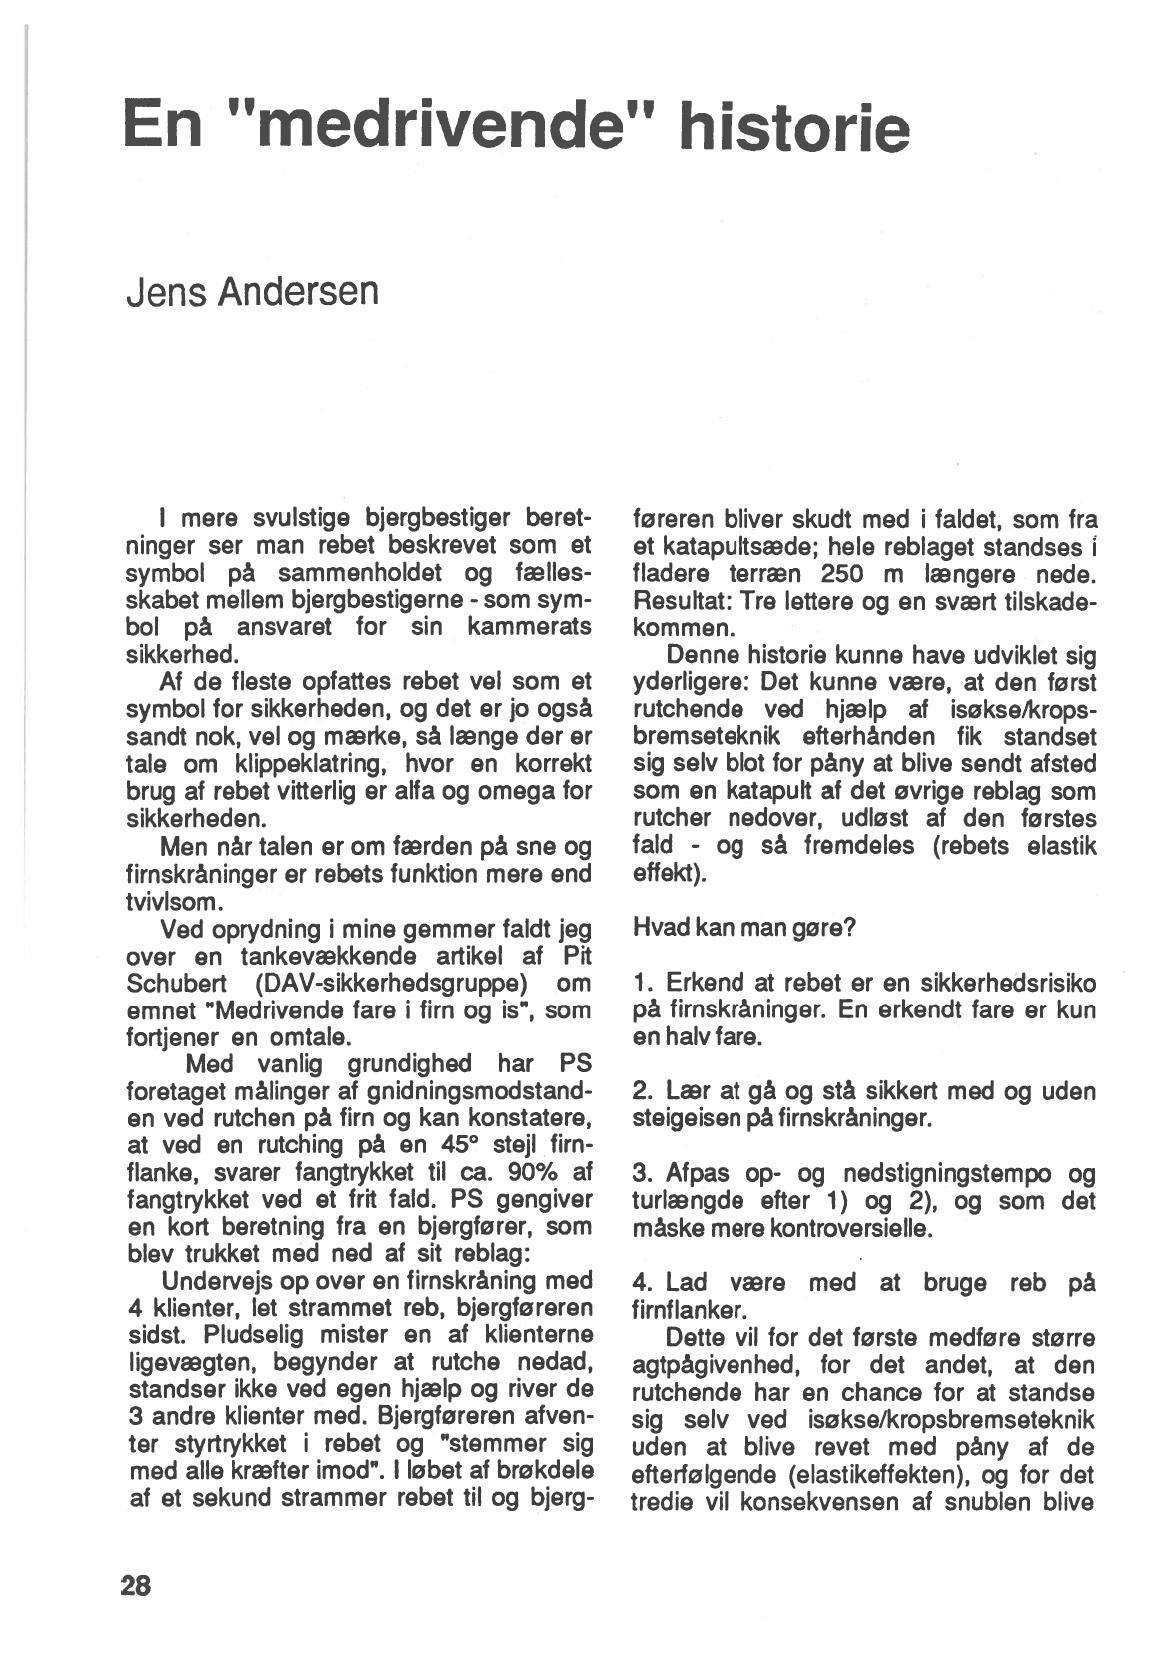 En "medrivende" historie
Jens Andersen
I mere svulstige bjergbestiger beret-
ninger ser man rebet beskrevet som et
symbol på sammenholdet og fælles-
skabet mellem bjergbestigerne - som sym-
bol på ansvaret for sin kammerats
sikkerhed.
Af de fleste opfattes rebet vel som et
symbol for sikkerheden, og det er jo også
sandt nok, vel og mærke, så længe der er
tale om klippeklatring, hvor en korrekt
brug af rebet vitterlig er alfa og omega for
sikkerheden.
Men når talen er om færden på sne og
firnskråninger er rebets funktion mere end
tvivlsom.
Ved oprydning i mine gemmer faldt jeg
over en tankevækkende artikel af Pit
Schubert (DAV-sikkerhedsgruppe) om
emnet "Medrivende fare i firn og is", som
fortjener en omtale.
Med vanlig grundighed har PS
foretaget målinger af gnidningsmodstand-
en ved rutchen på firn og kan konstatere,
at ved en rutching på en 45° stejl firn-
flanke, svarer fangtrykket til ca. 90% af
fangtrykket ved et frit fald. PS gengiver
en kort beretning fra en bjergfører, som
blev trukket med ned af sit reblag:
Undervejs op over en firnskråning med
4 klienter, let strammet reb, bjergføreren
sidst. Pludselig mister en af klienterne
ligevægten, begynder at rutche nedad,
standser ikke ved egen hjælp og river de
3 andre klienter med. Bjergføreren afven-
ter styrtrykket i rebet og "stemmer sig
med alle kræfter imod". I løbet af brøkdele
af et sekund strammer rebet til og bjerg-
føreren bliver skudt med i faldet, som fra
et katapultsæde; hele reblaget standses i
fladere terræn 250 m længere nede.
Resultat: Tre lettere og en svært tilskade-
kommen.
Denne historie kunne have udviklet sig
yderligere: Det kunne være, at den først
rutchende ved hjælp af isøkse/krops-
bremseteknik efterhånden fik standset
sig selv blot for påny at blive sendt afsted
som en katapult af det øvrige reblag som
rutcher nedover, udløst af den førstes
fald - og så fremdeles (rebets elastik
effekt).
Hvad kan man gøre?
1. Erkend at rebet er en sikkerhedsrisiko
på firnskråninger. En erkendt fare er kun
en halv fare.
2. Lær at gå og stå sikkert med og uden
steigeisen på firnskråninger.
3. Afpas op- og nedstigningstempo og
turlængde efter 1) og 2), og som det
måske mere kontroversielle.
4. Lad være med at bruge reb på
firnflanker.
Dette vil for det første medføre større
agtpågivenhed, for det andet, at den
rutchende har en chance for at standse
sig selv ved isøkse/kropsbremseteknik
uden at blive revet med påny af de
efterfølgende (elastikeffekten), og for det
tredie vil konsekvensen af snublen blive
28